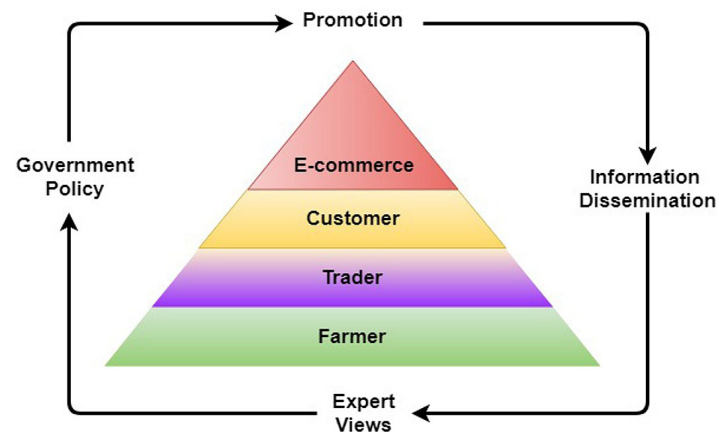 Promotion
Government
Policy
Information
Dissemination
E-commerce
Customer
Trader
Farmer
Expert
Views